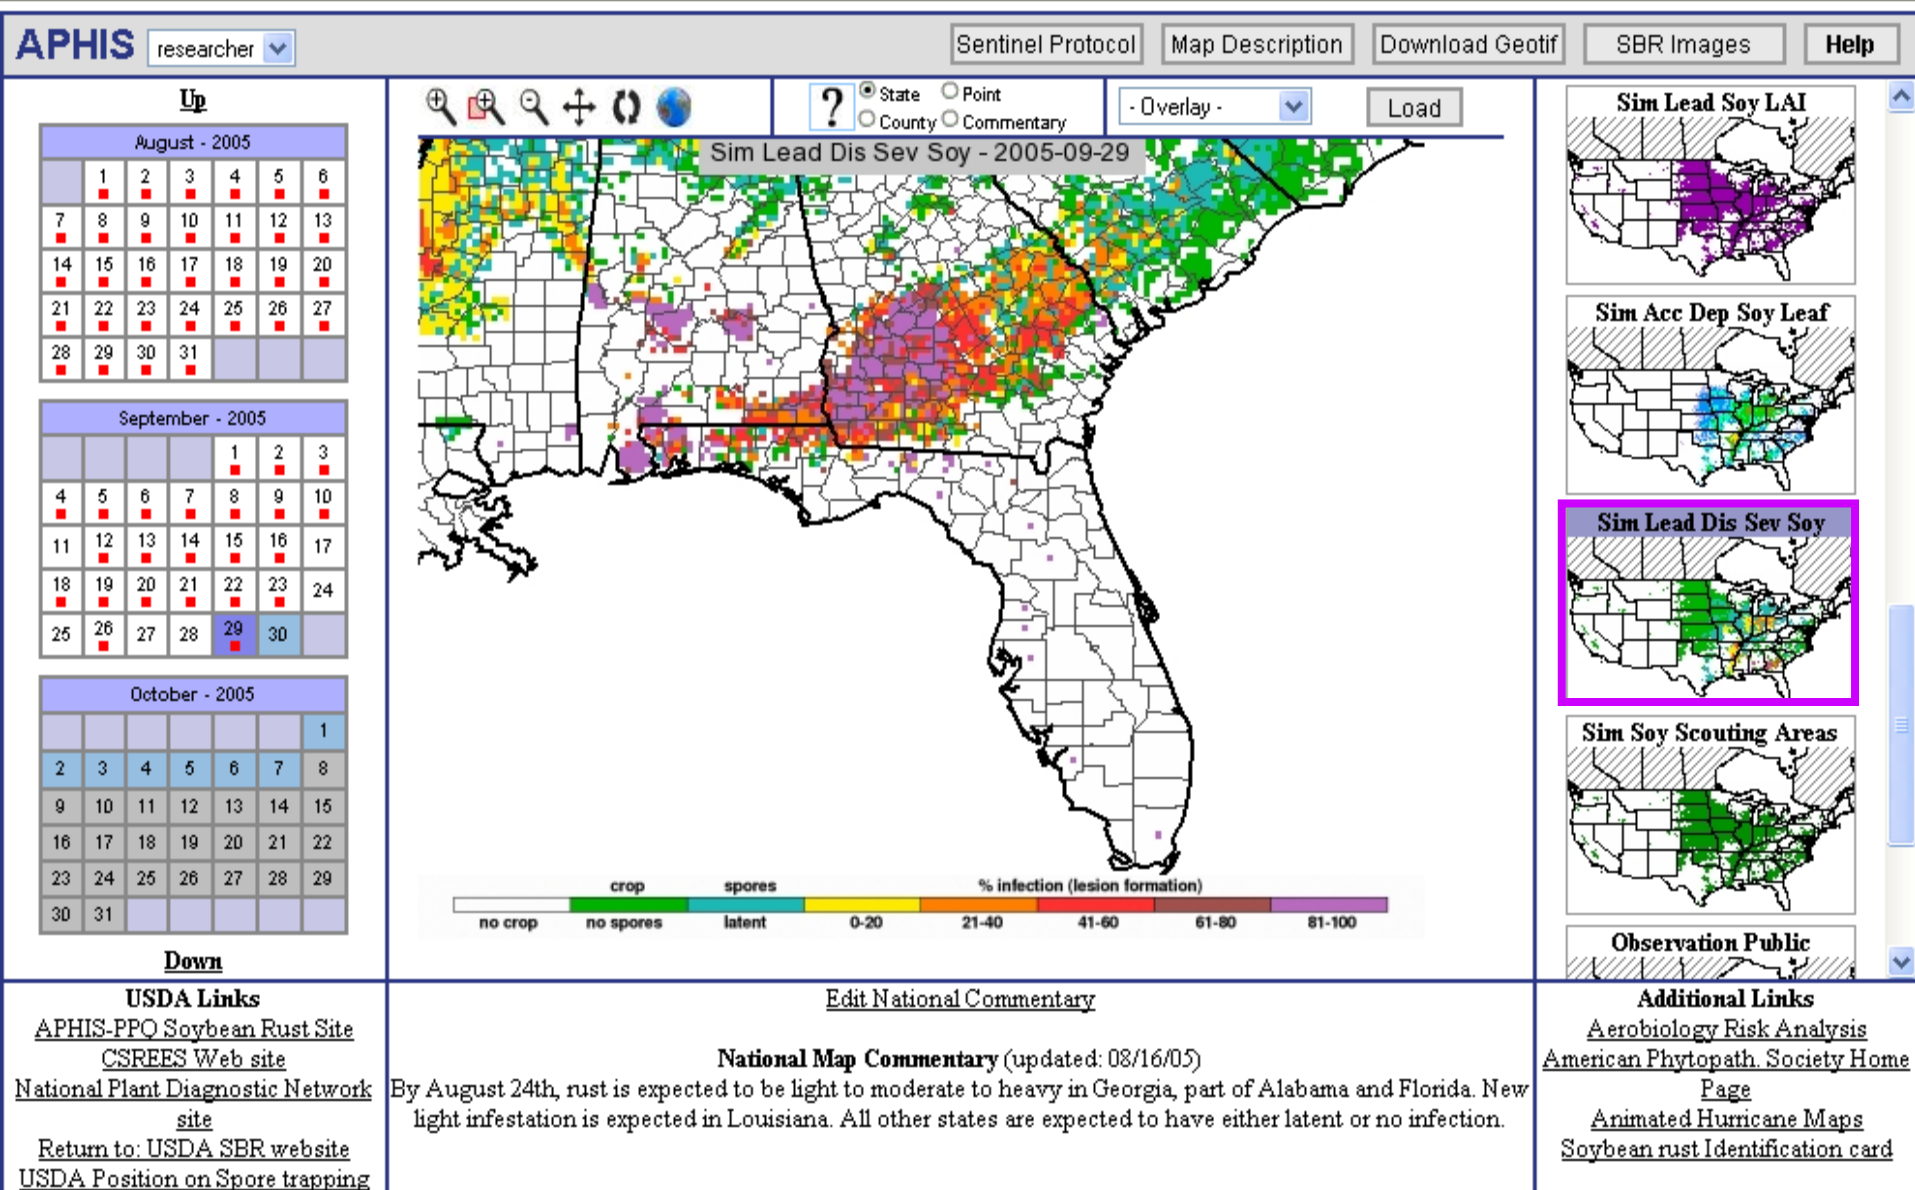 APHIS researcher Sentinel Protocol Map Description Download Geotif SBR Images Help
Up
August - 2005
1 2 3 4 5 6
7 8 9 10 11 12 13
14 15 16 17 18 19 20
21 22 23 24 25 26 27
28 29 30 31
September - 2005
1 2 3
4 5 6 7 8 9 10
11 12 13 14 15 16 17
18 19 20 21 22 23 24
25 26 27 28 29 30
October - 2005
1
2 3 4 5 6 7 8
9 10 11 12 13 14 15
16 17 18 19 20 21 22
23 24 25 26 27 28 29
30 31
Down
? State Point
County Commentary
- Overlay - Load
Sim Lead Dis Sev Soy - 2005-09-29
crop spores % infection (lesion formation)
no crop no spores latent 0-20 21-40 41-60 61-80 81-100
Sim Lead Soy LAI
Sim Acc Dep Soy Leaf
Sim Lead Dis Sev Soy
Sim Soy Scouting Areas
Observation Public
USDA Links
APHIS-PPQ Soybean Rust Site
CSREES Web site
National Plant Diagnostic Network
site
Return to: USDA SBR website
USDA Position on Spore trapping
Edit National Commentary
National Map Commentary (updated: 08/16/05)
By August 24th, rust is expected to be light to moderate to heavy in Georgia, part of Alabama and Florida. New
light infestation is expected in Louisiana. All other states are expected to have either latent or no infection.
Additional Links
Aerobiology Risk Analysis
American Phytopath. Society Home
Page
Animated Hurricane Maps
Soybean rust Identification card